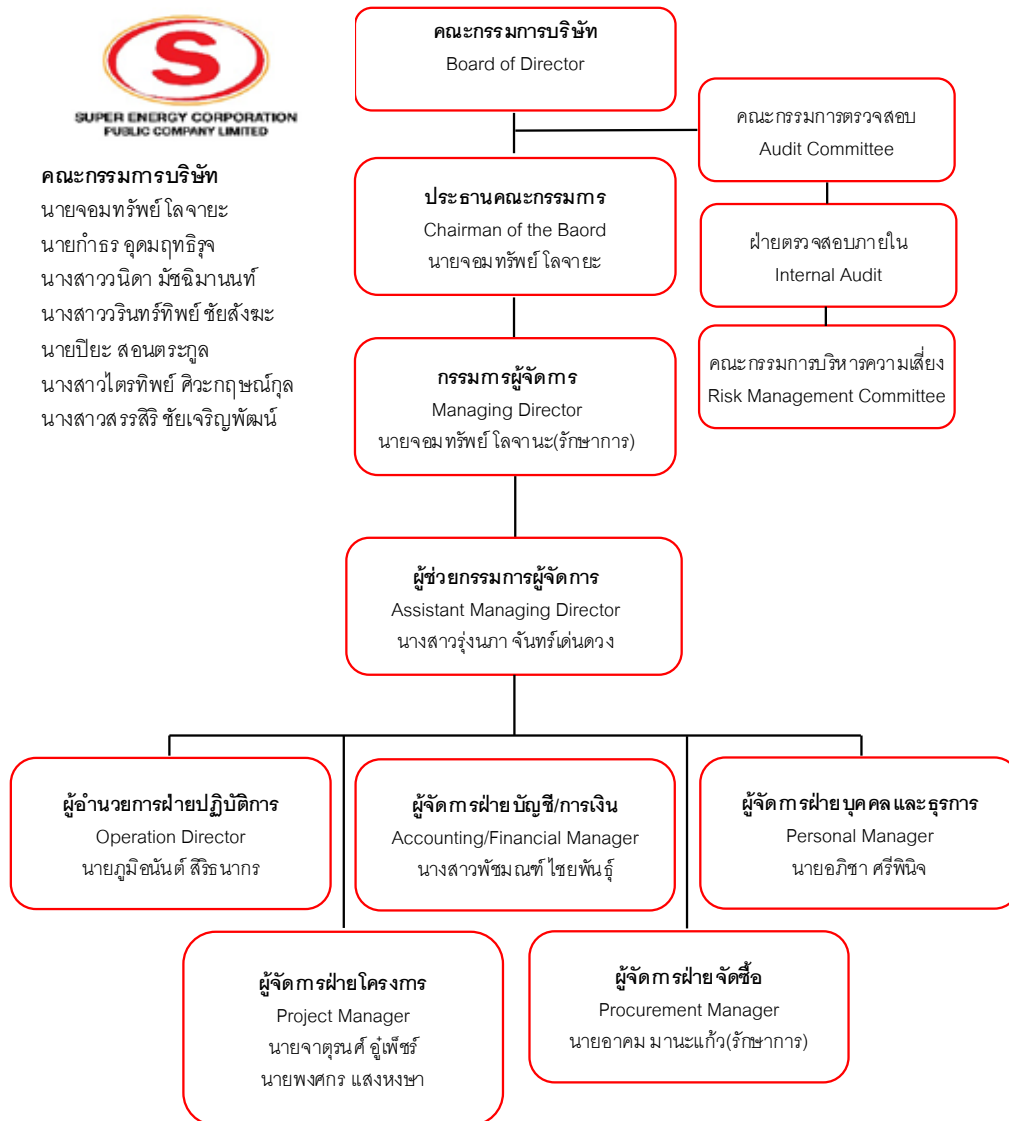 S
SUPER ENERGY CORPORATION
PUBLIC COMPANY LIMITED
คณะกรรมการบริษัท
นายจอมทรัพย์ โลจายะ
นายกำธร อุดมฤทธิรุจ
นางสาววนิดา มัชฉิมานนท์
นางสาววรินทร์ทิพย์ ชัยสังฆะ
นายปิยะ สอนตระกูล
นางสาวไตรทิพย์ ศิวะกฤษณ์กุล
นางสาวสรรสิริ ชัยเจริญพัฒน์
คณะกรรมการบริษัท
Board of Director
คณะกรรมการตรวจสอบ
Audit Committee
ประธานคณะกรรมการ
Chairman of the Baord
นายจอมทรัพย์ โลจายะ
ฝ่ายตรวจสอบภายใน
Internal Audit
คณะกรรมการบริหารความเสี่ยง
Risk Management Committee
กรรมการผู้จัดการ
Managing Director
นายจอมทรัพย์ โลจานะ(รักษาการ)
ผู้ช่วยกรรมการผู้จัดการ
Assistant Managing Director
นางสาวรุ่งนภา จันทร์เด่นดวง
ผู้อำนวยการฝ่ายปฏิบัติการ
Operation Director
นายภูมิอนันต์ สิริธนากร
ผู้จัดการฝ่ายบัญชี/การเงิน
Accounting/Financial Manager
นางสาวพัชมณฑ์ ไชยพันธุ์
ผู้จัดการฝ่ายบุคคลและธุรการ
Personal Manager
นายอภิชา ศรีพินิจ
ผู้จัดการฝ่ายโครงการ
Project Manager
นายจาตุรนศ์ อู๋เพ็ชร์
นายพงศกร แสงหงษา
ผู้จัดการฝ่ายจัดซื้อ
Procurement Manager
นายอาคม มานะแก้ว(รักษาการ)